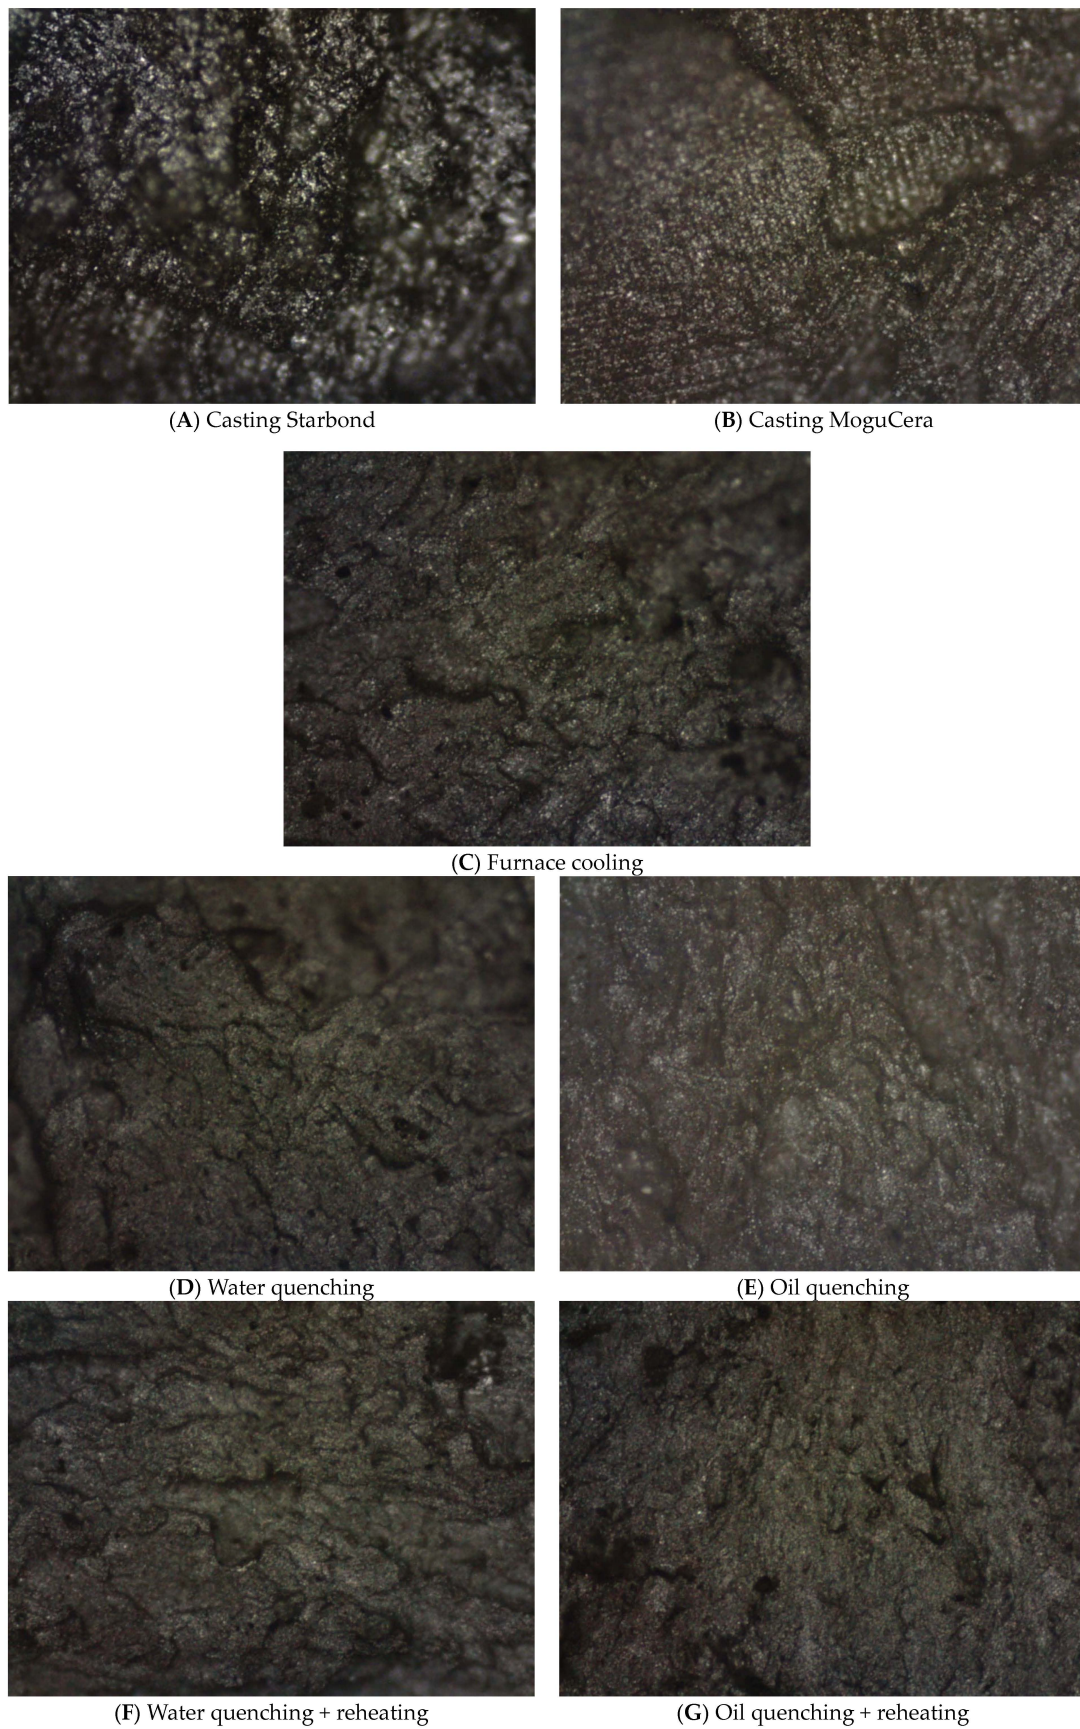 (A) Casting Starbond
(B) Casting MoguCera
(C) Furnace cooling
(D) Water quenching
(E) Oil quenching
(F) Water quenching + reheating
(G) Oil quenching + reheating